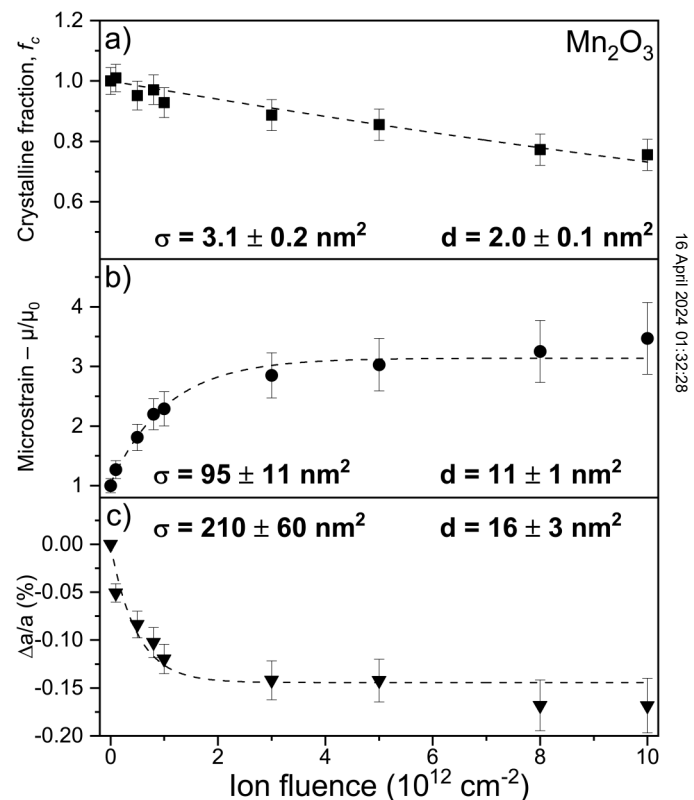 a)
Mn₂O₃
1.2
1.0
0.8
0.6
Crystalline fraction, f_c
σ = 3.1 ± 0.2 nm²
d = 2.0 ± 0.1 nm²
b)
4
3
2
1
Microstrain – μ/μ₀
σ = 95 ± 11 nm²
d = 11 ± 1 nm²
c)
σ = 210 ± 60 nm²
d = 16 ± 3 nm²
0.00
-0.05
-0.10
-0.15
-0.20
Δa/a (%)
0 2 4 6 8 10
Ion fluence (10¹² cm⁻²)
16 April 2024 01:32:28